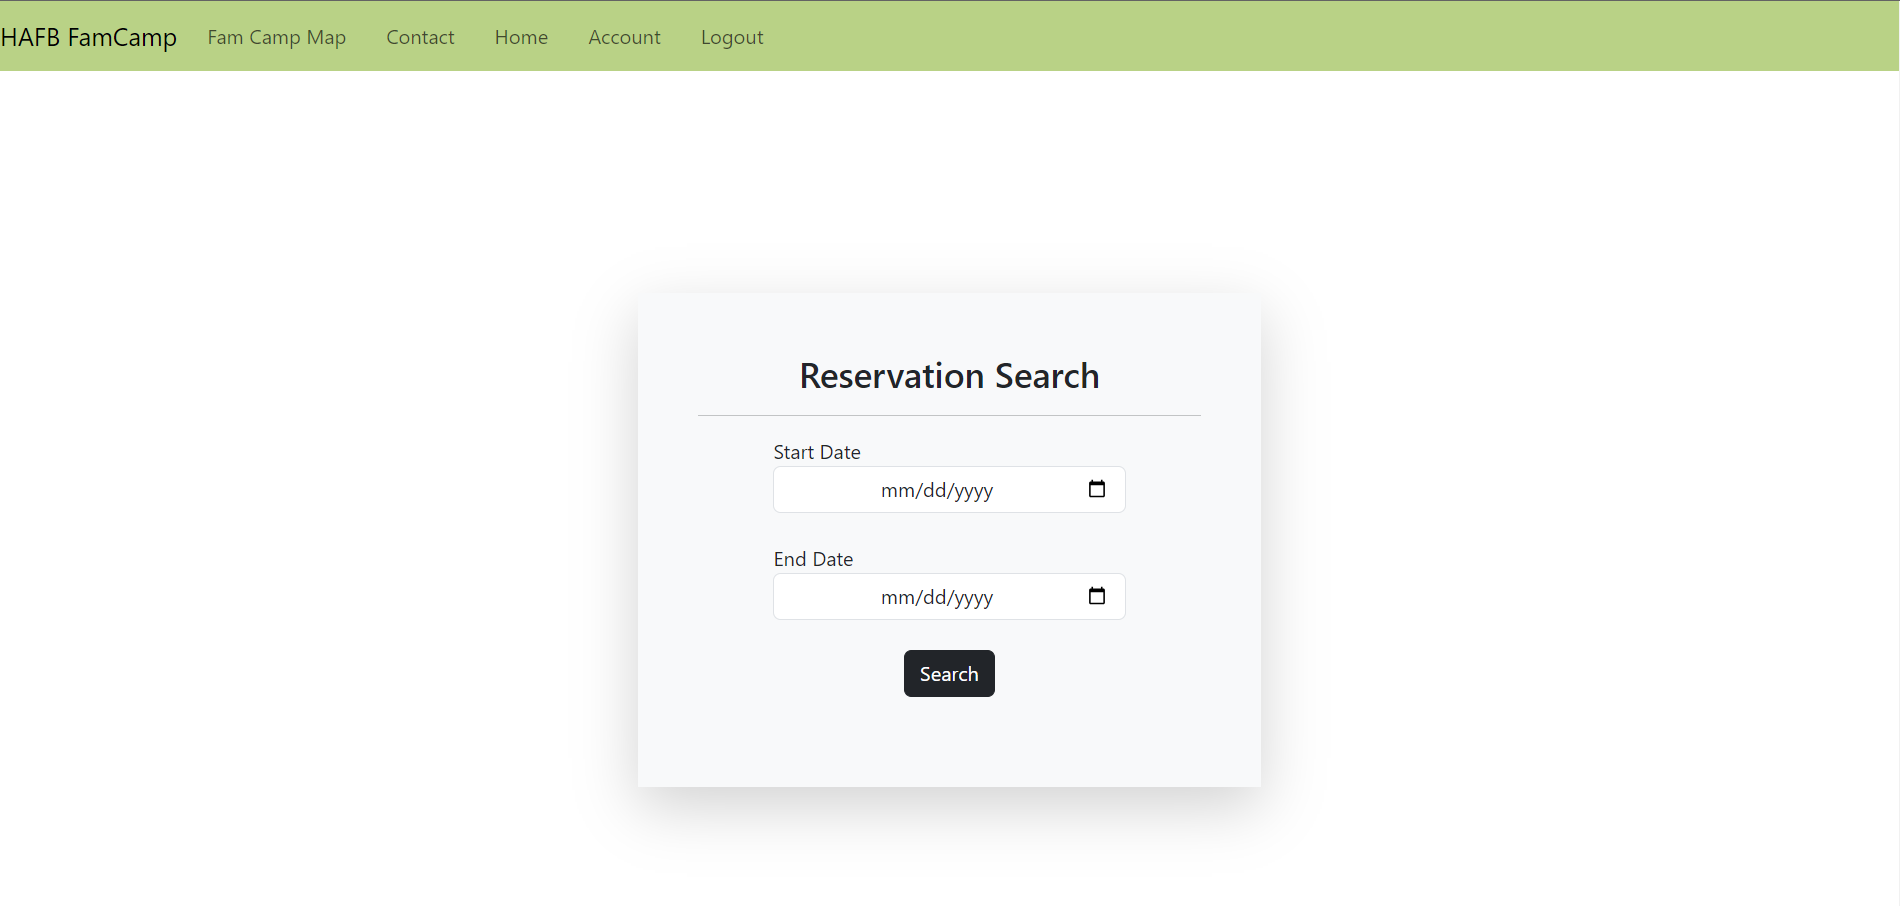 HAFB FamCamp Fam Camp Map Contact Home Account Logout
Reservation Search
Start Date
mm/dd/yyyy
End Date
mm/dd/yyyy
Search